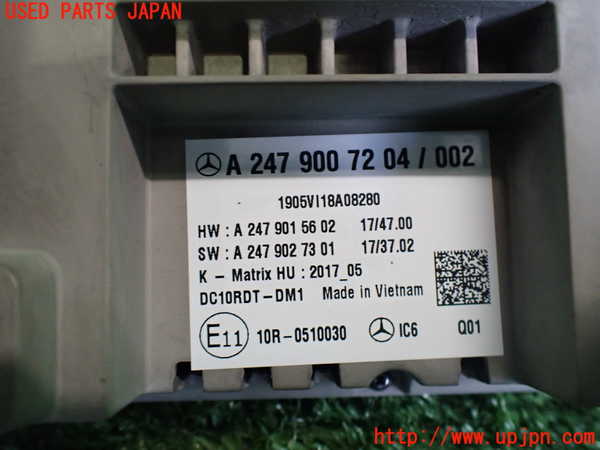 USED PARTS JAPAN
A 247 900 72 04 / 002
1905VI18A08280
HW : A 247 901 56 02 17/47.00
SW : A 247 902 73 01 17/37.02
K - Matrix HU : 2017_05
DC10RDT-DM1 Made in Vietnam
E11 10R-0510030 IC6 Q01
http://www.upjpn.com/